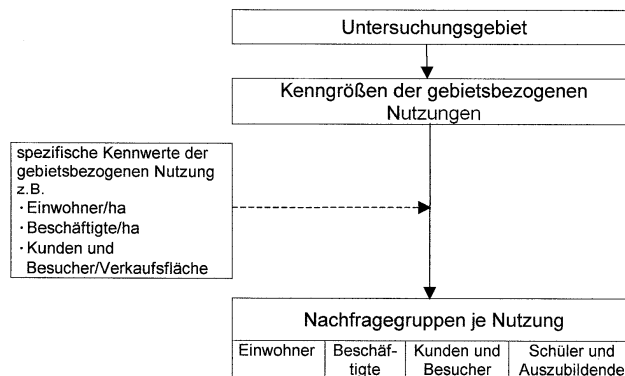 Untersuchungsgebiet
Kenngrößen der gebietsbezogenen
Nutzungen
spezifische Kennwerte der
gebietsbezogenen Nutzung
z.B.
· Einwohner/ha
· Beschäftigte/ha
· Kunden und
Besucher/Verkaufsfläche
Nachfragegruppen je Nutzung
Einwohner
Beschäf-
tigte
Kunden und
Besucher
Schüler und
Auszubildende